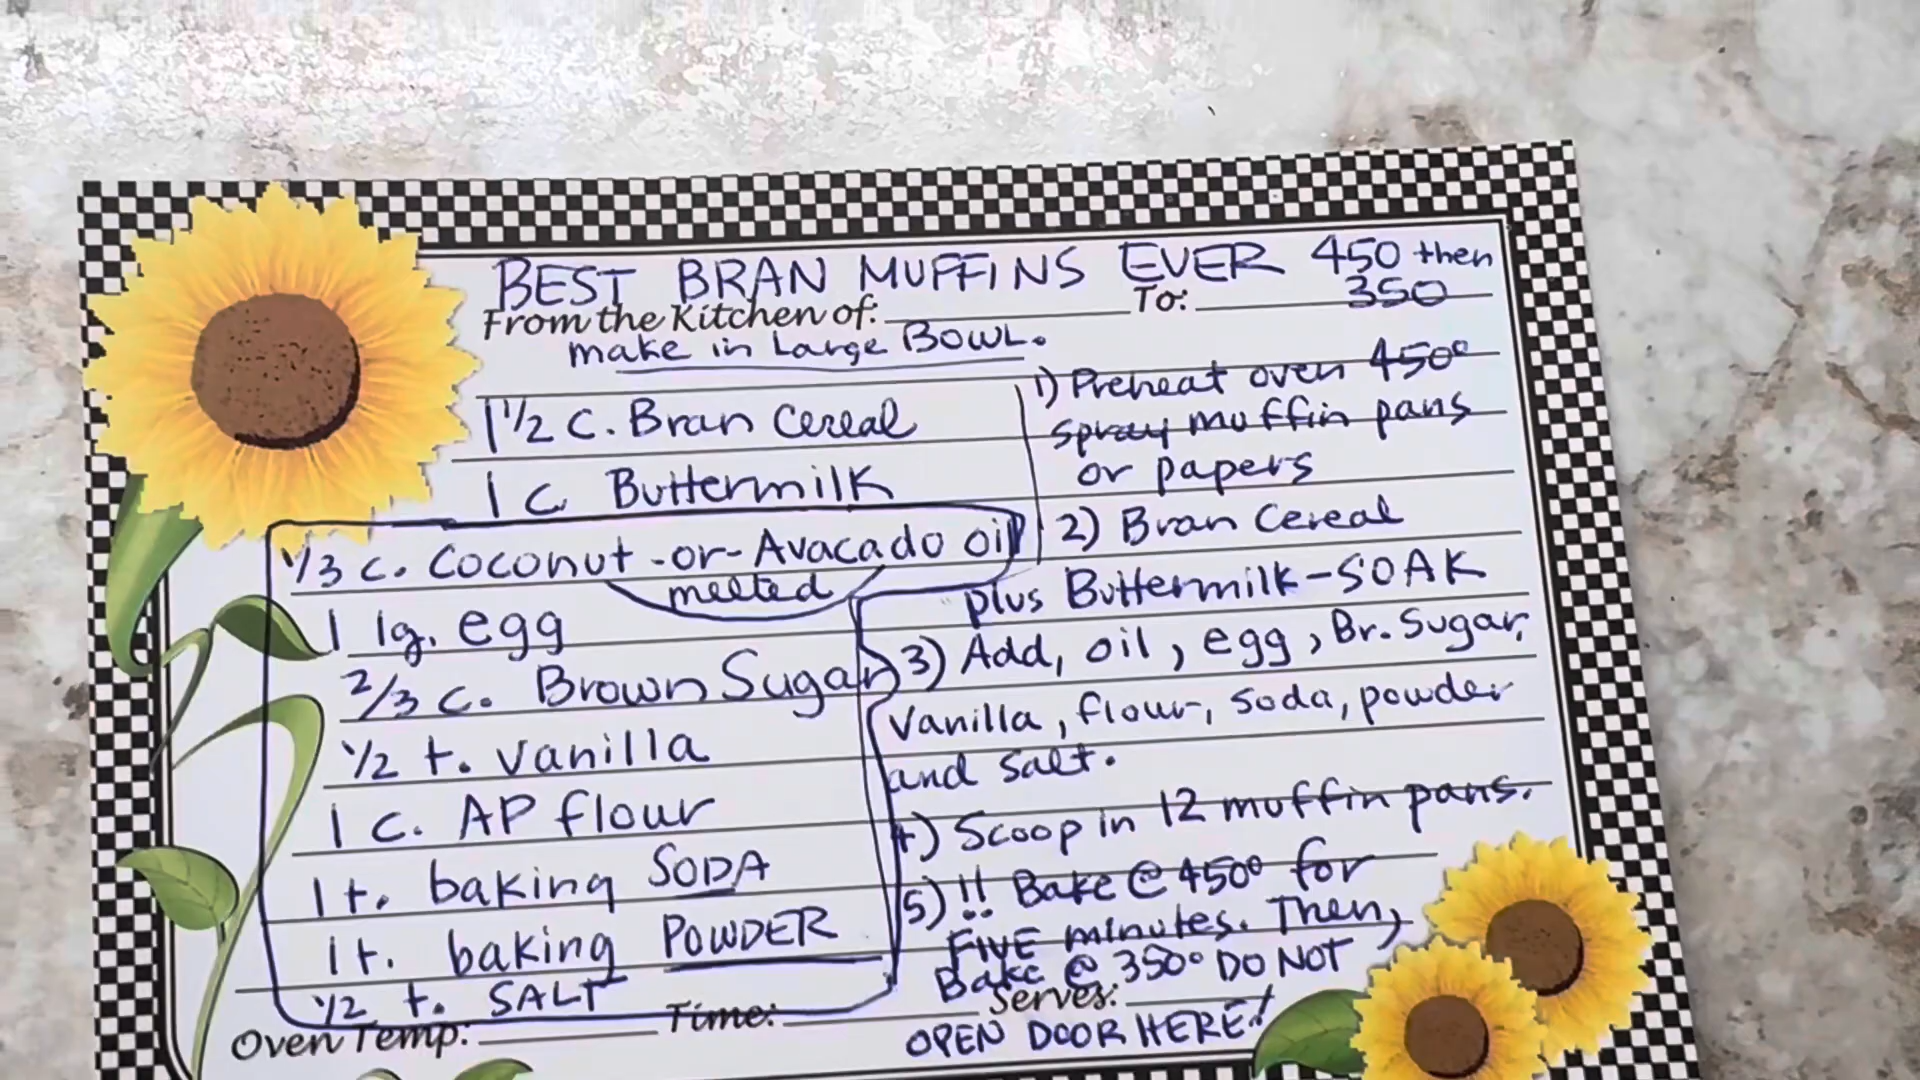 BEST BRAN MUFFINS EVER 450 then
350
From the Kitchen of: To:
make in Large BOWL.
1 1/2 c. Bran Cereal
1 c Buttermilk
1/3 c. Coconut -or- Avacado oil
melted
1 lg. egg
2/3 c. Brown Sugar
1/2 t. vanilla
1 c. AP flour
1 t. baking SODA
1 t. baking POWDER
1/2 t. SALT
1) Preheat oven 450°
spray muffin pans
or papers
2) Bran Cereal
plus Buttermilk-SOAK
3) Add, oil, egg, Br. Sugar,
Vanilla, flour, soda, powder
and salt.
4) Scoop in 12 muffin pans.
5) !! Bake @ 450° for
FIVE minutes. Then,
Bake @ 350° DO NOT
OPEN DOOR HERE!
Oven Temp: Time: Serves: